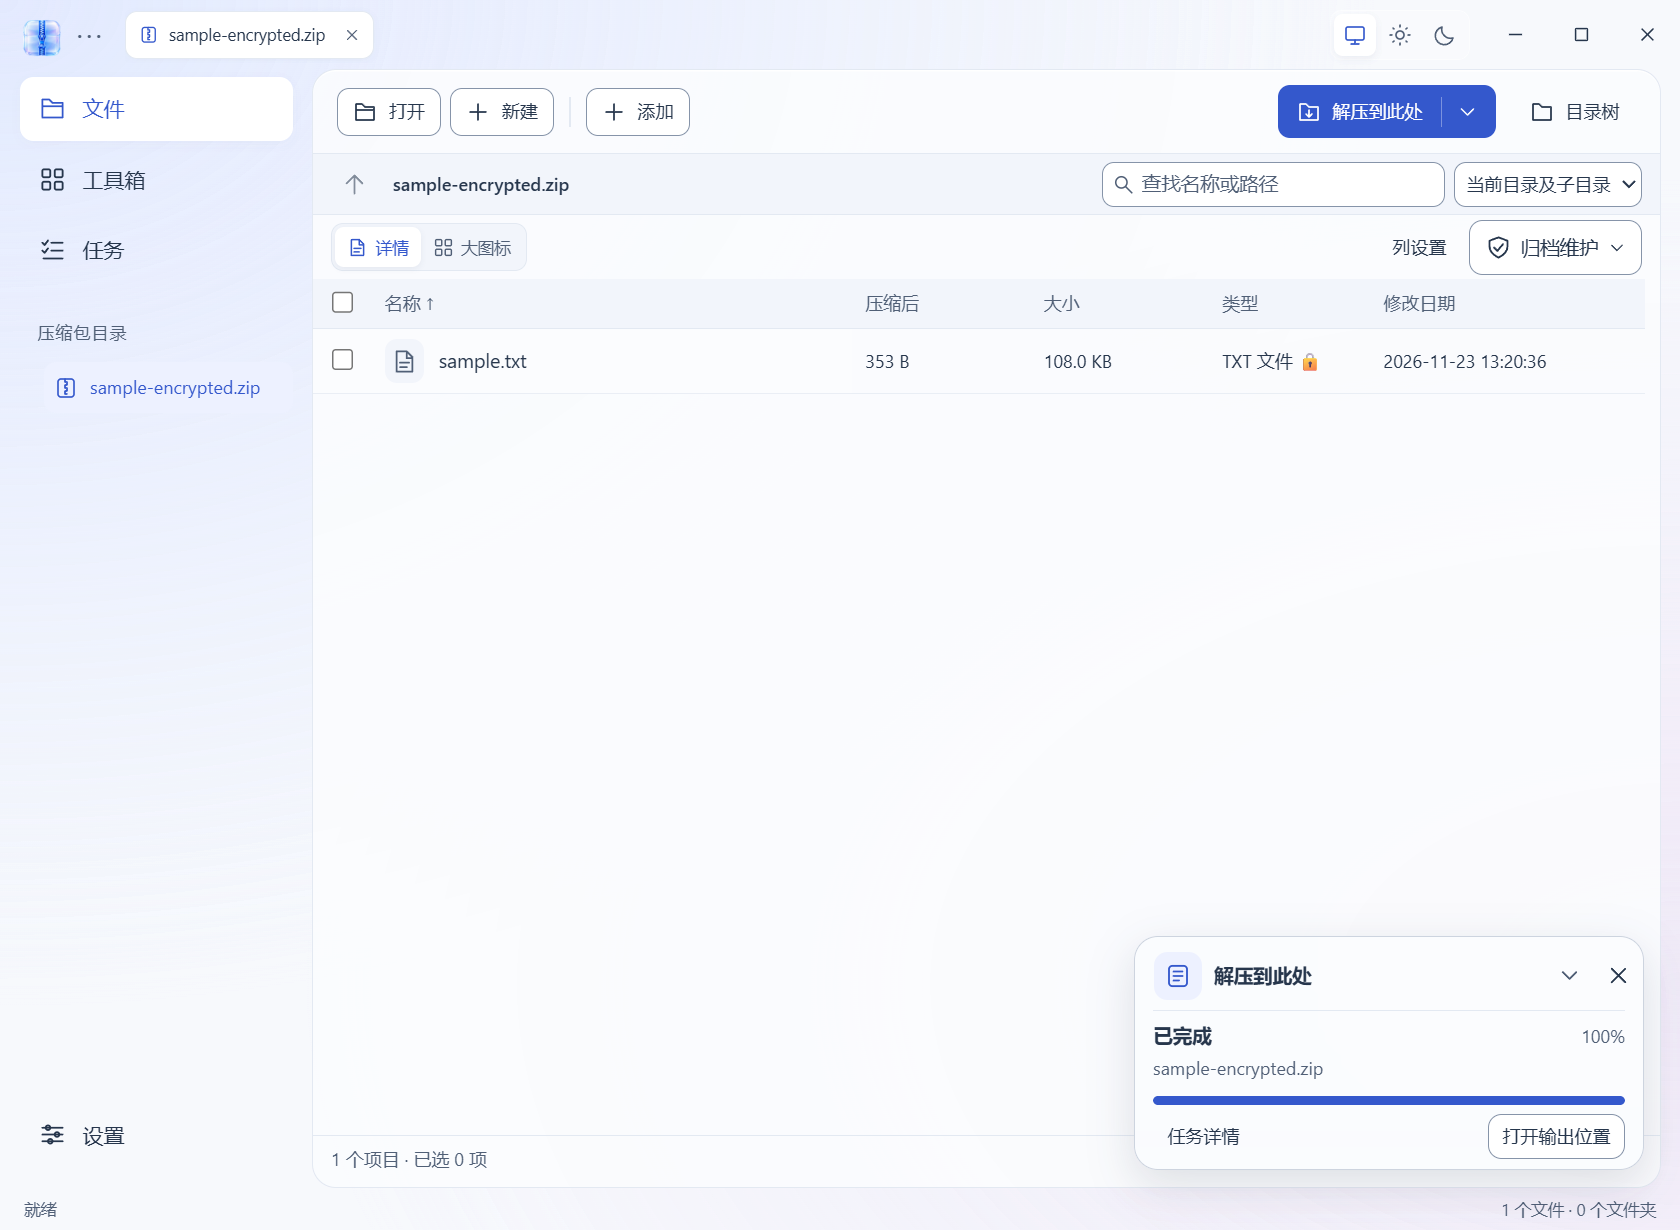 sample-encrypted.zip
文件
工具箱
任务
压缩包目录
sample-encrypted.zip
设置
就绪
打开
新建
添加
解压到此处
目录树
sample-encrypted.zip
查找名称或路径
当前目录及子目录
详情
大图标
列设置
归档维护
名称 ↑ 压缩后 大小 类型 修改日期
sample.txt 353 B 108.0 KB TXT 文件 🔒 2026-11-23 13:20:36
解压到此处
已完成 100%
sample-encrypted.zip
任务详情 打开输出位置
1 个项目 · 已选 0 项
1 个文件 · 0 个文件夹